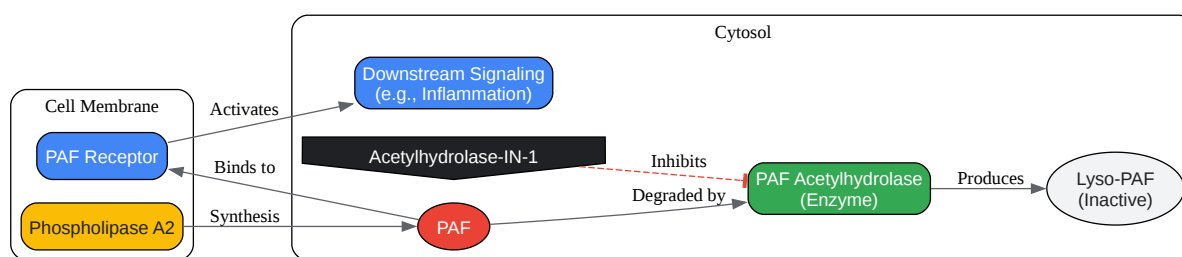 Cytosol
Downstream Signaling
(e.g., Inflammation)
Cell Membrane
Activates
PAF Receptor
Acetylhydrolase-IN-1
Inhibits
Binds to
PAF Acetylhydrolase
(Enzyme)
Produces
Lyso-PAF
(Inactive)
Degraded by
Phospholipase A2
Synthesis
PAF